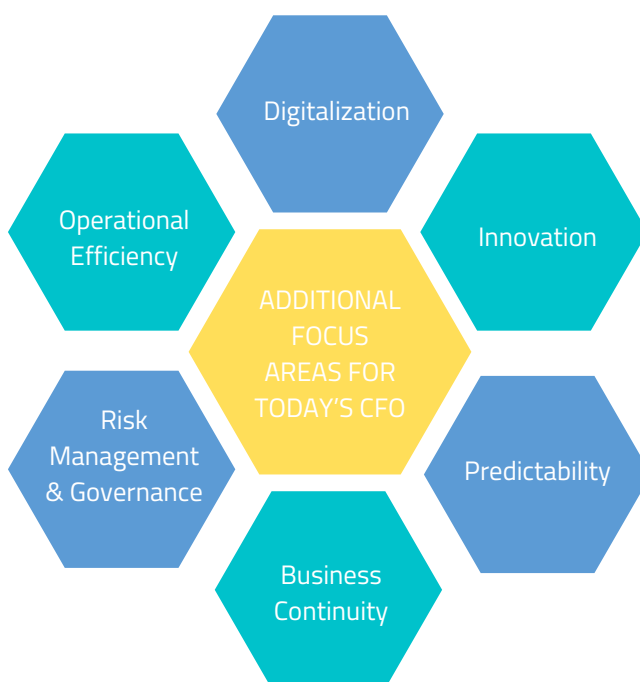 Digitalization
Operational
Efficiency
Innovation
ADDITIONAL
FOCUS
AREAS FOR
TODAY'S CFO
Risk
Management
& Governance
Predictability
Business
Continuity